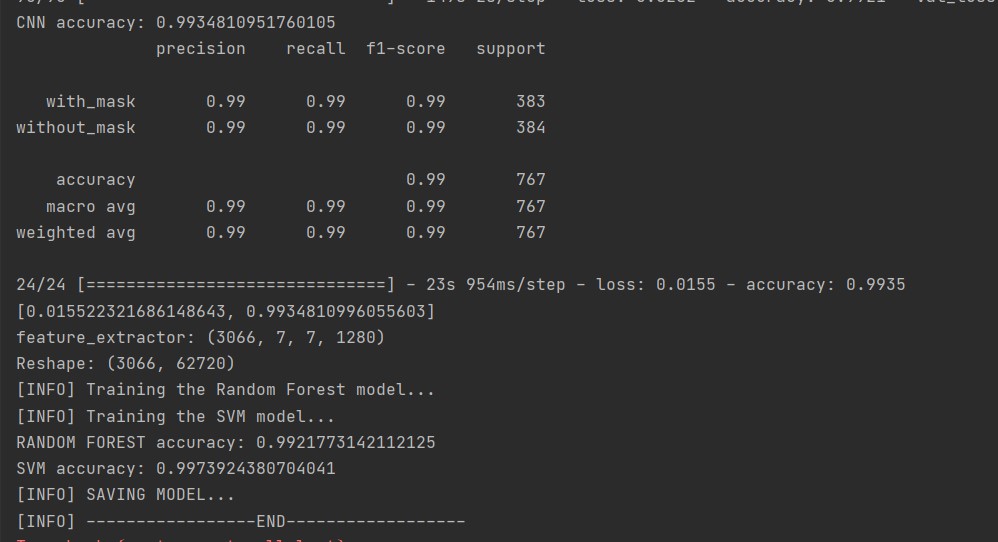 CNN accuracy: 0.9934810951760105
precision recall f1-score support
with_mask 0.99 0.99 0.99 383
without_mask 0.99 0.99 0.99 384
accuracy 0.99 767
macro avg 0.99 0.99 0.99 767
weighted avg 0.99 0.99 0.99 767
24/24 [==============================] - 23s 954ms/step - loss: 0.0155 - accuracy: 0.9935
[0.015522321686148643, 0.9934810996055603]
feature_extractor: (3066, 7, 7, 1280)
Reshape: (3066, 62720)
[INFO] Training the Random Forest model...
[INFO] Training the SVM model...
RANDOM FOREST accuracy: 0.9921773142112125
SVM accuracy: 0.9973924380704041
[INFO] SAVING MODEL...
[INFO] -----------------END------------------